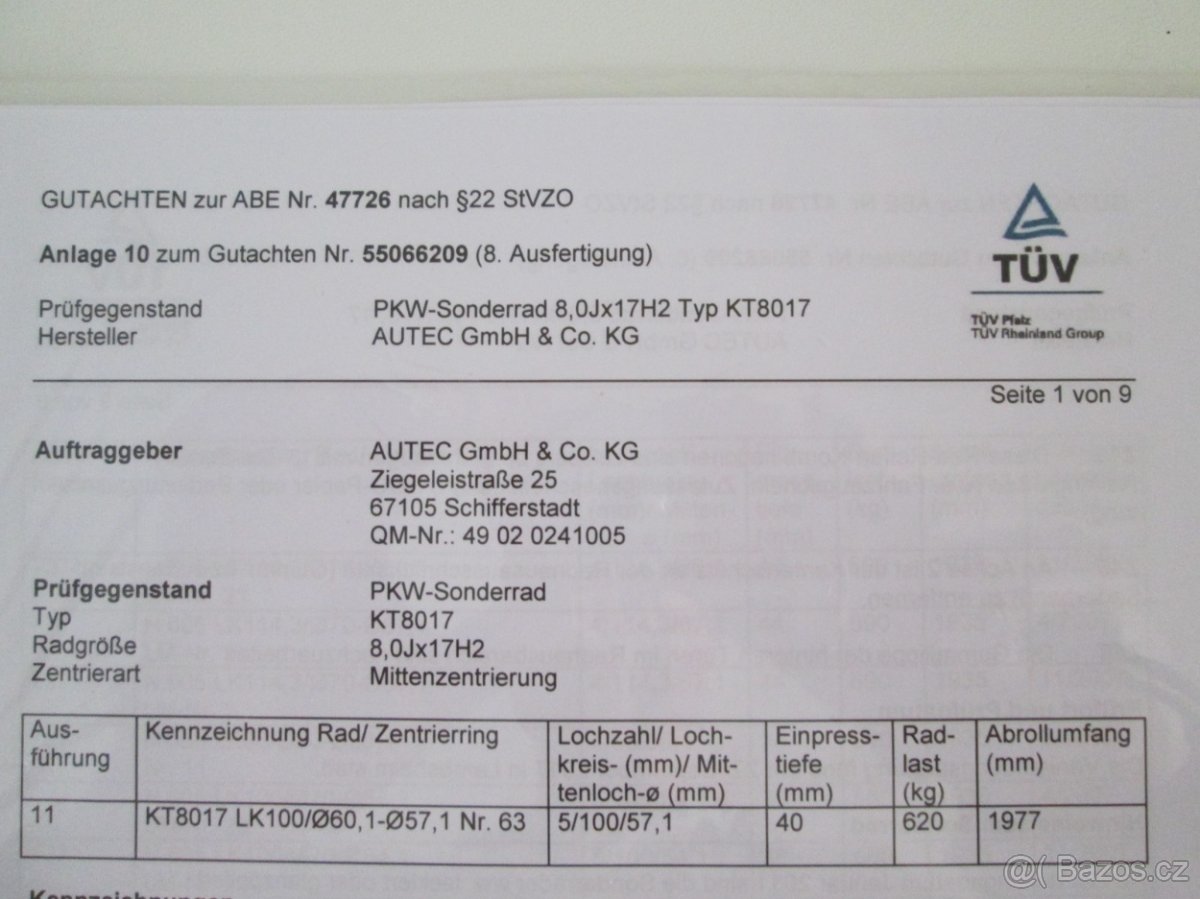 GUTACHTEN zur ABE Nr. 47726 nach §22 StVZO
Anlage 10 zum Gutachten Nr. 55066209 (8. Ausfertigung)
TÜV
TÜV Pfalz
TÜV Rheinland Group
Prüfgegenstand PKW-Sonderrad 8,0Jx17H2 Typ KT8017
Hersteller AUTEC GmbH & Co. KG
Seite 1 von 9
Auftraggeber AUTEC GmbH & Co. KG
Ziegeleistraße 25
67105 Schifferstadt
QM-Nr.: 49 02 0241005
Prüfgegenstand PKW-Sonderrad
Typ KT8017
Radgröße 8,0Jx17H2
Zentrierart Mittenzentrierung
Aus-
führung
Kennzeichnung Rad/ Zentrierring
Lochzahl/ Loch-
kreis- (mm)/ Mit-
tenloch-ø (mm)
Einpress-
tiefe
(mm)
Rad-
last
(kg)
Abrollumfang
(mm)
11 KT8017 LK100/Ø60,1-Ø57,1 Nr. 63 5/100/57,1 40 620 1977
Kennzeichnungen
@( Bazos.cz